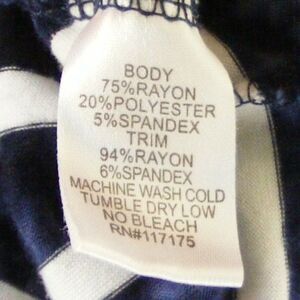 BODY
75%RAYON
20%POLYESTER
5%SPANDEX
TRIM
94%RAYON
6%SPANDEX
MACHINE WASH COLD
TUMBLE DRY LOW
NO BLEACH
RN#117175